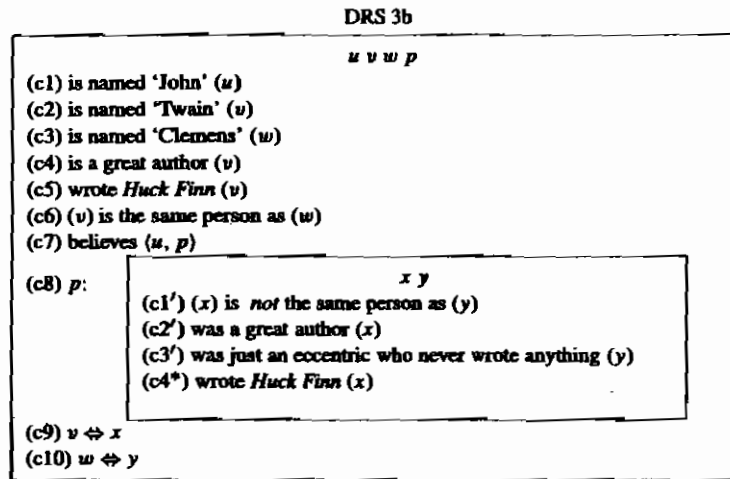 DRS 3b
u v w p
(c1) is named ‘John’ (u)
(c2) is named ‘Twain’ (v)
(c3) is named ‘Clemens’ (w)
(c4) is a great author (v)
(c5) wrote Huck Finn (v)
(c6) (v) is the same person as (w)
(c7) believes ⟨u, p⟩
(c8) p:
x y
(c1′) (x) is not the same person as (y)
(c2′) was a great author (x)
(c3′) was just an eccentric who never wrote anything (y)
(c4*) wrote Huck Finn (x)
(c9) v ⇔ x
(c10) w ⇔ y